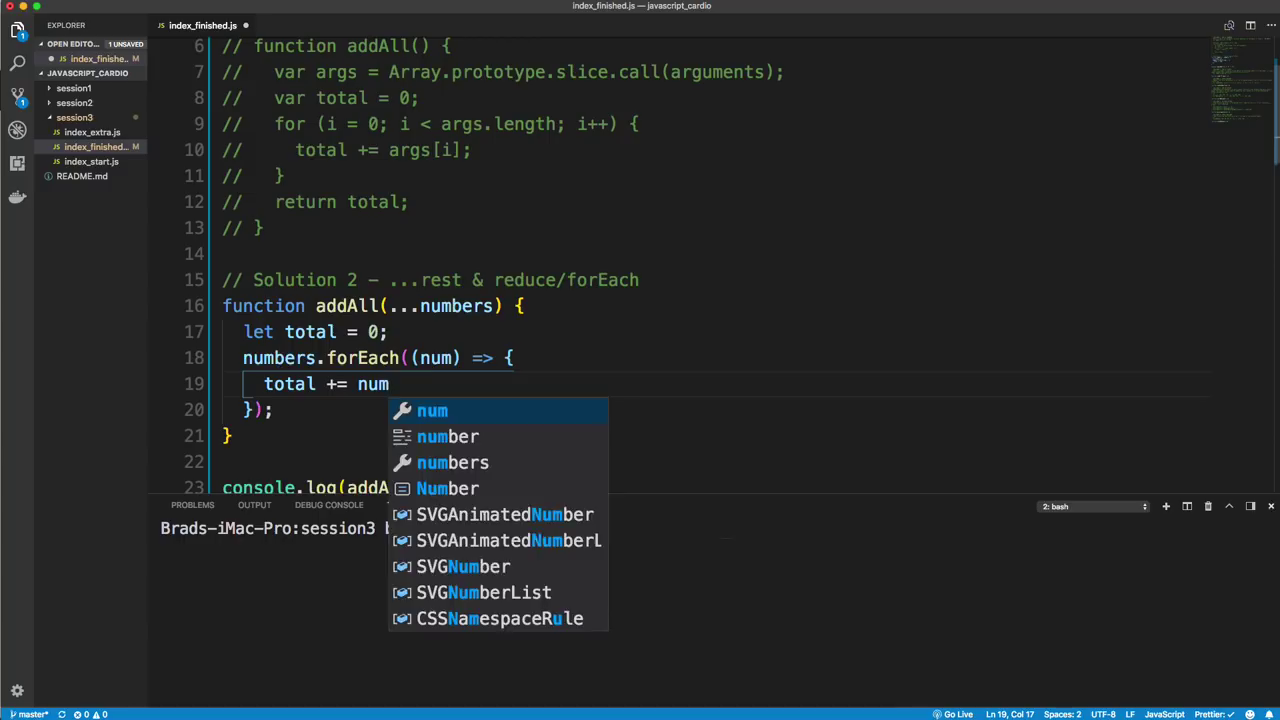 index_finished.js — javascript_cardio
EXPLORER
index_finished.js
OPEN EDITO... 1 UNSAVED
index_finishe... M
JAVASCRIPT_CARDIO
session1
session2
session3
JS index_extra.js
JS index_finished... M
JS index_start.js
README.md
6 // function addAll() {
7 //   var args = Array.prototype.slice.call(arguments);
8 //   var total = 0;
9 //   for (i = 0; i < args.length; i++) {
10 //     total += args[i];
11 //   }
12 //   return total;
13 // }
14
15 // Solution 2 - ...rest & reduce/forEach
16 function addAll(...numbers) {
17   let total = 0;
18   numbers.forEach((num) => {
19     total += num
20   });
21 }
22
console.log(addA
num
number
numbers
Number
SVGAnimatedNumber
SVGAnimatedNumberL
SVGNumber
SVGNumberList
CSSNamespaceRule
PROBLEMS OUTPUT DEBUG CONSOLE 2: bash
Brads-iMac-Pro:session3 b
master* 0 0 Go Live Ln 19, Col 17 Spaces: 2 UTF-8 LF JavaScript Prettier: ✓